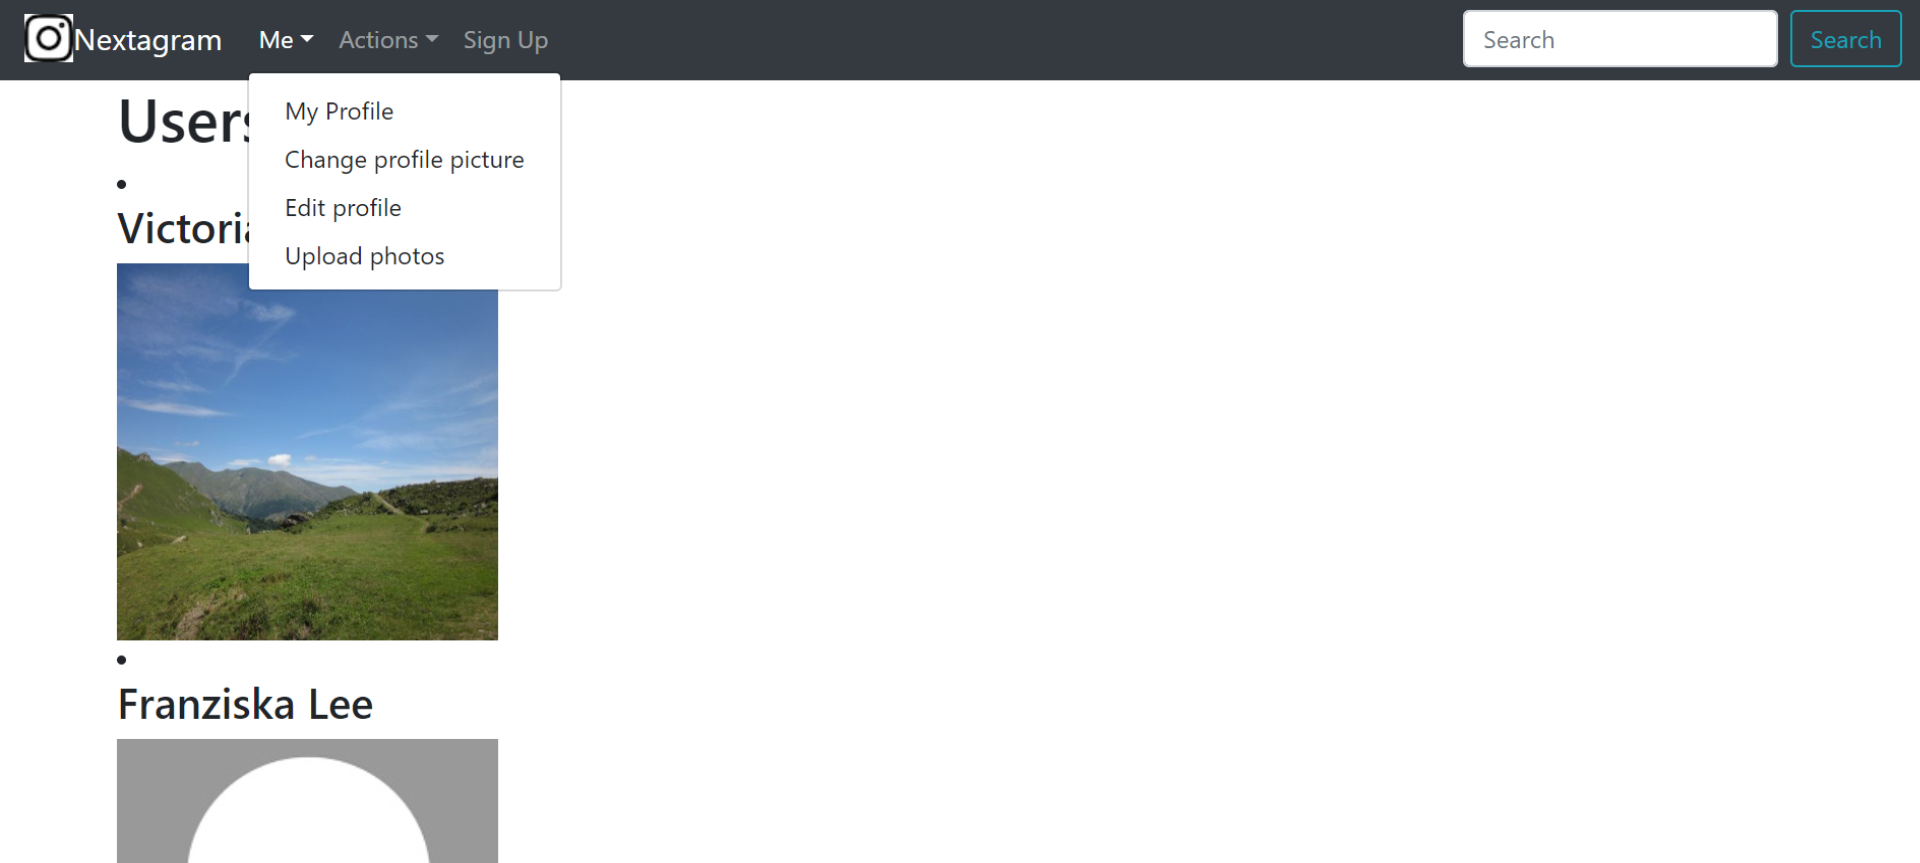 Nextagram Me Actions Sign Up Search Search
Users
My Profile
Change profile picture
Edit profile
Victoria
Upload photos
Franziska Lee